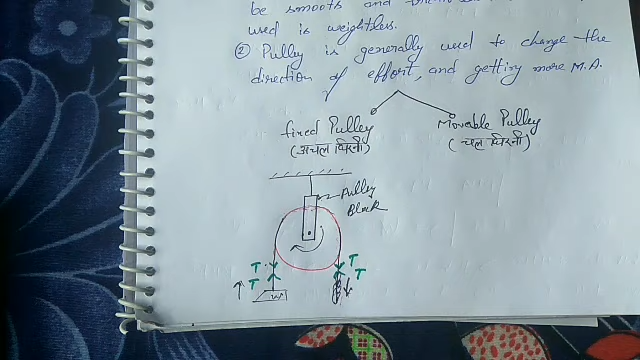 be smooth and
used is weightless.
② Pulley is generally used to change the
direction of effort, and getting more M.A.
fixed Pulley
(अचल घिरनी)
Movable Pulley
(चल घिरनी)
Pulley
Block
T
T
T
T
W